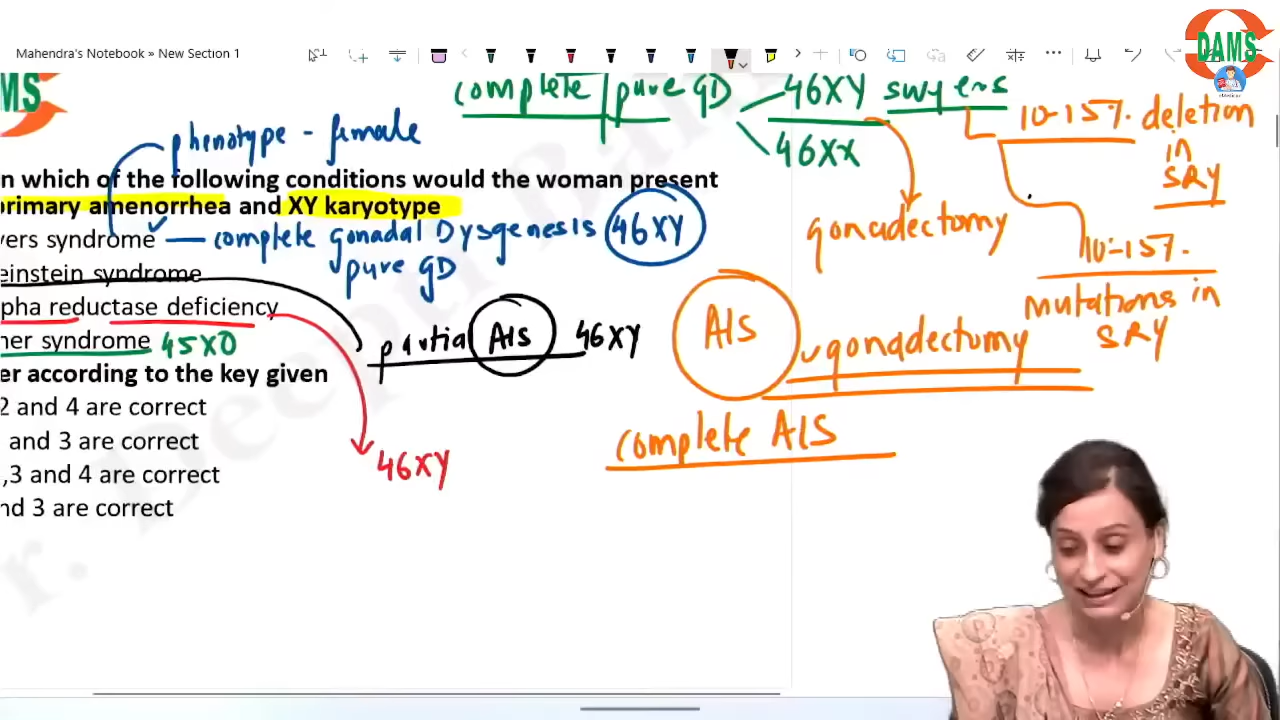 Mahendra's Notebook » New Section 1
DAMS
eMedicoz
MS
complete / pure GD
46XY swyers
46XX
10-15%. deletion
in
SRY
phenotype - female
n which of the following conditions would the woman present
primary amenorrhea and XY karyotype
yers syndrome — complete gonadal Dysgenesis 46XY
pure GD
gonadectomy
10-15%.
mutations in
SRY
einstein syndrome
pha reductase deficiency
ner syndrome 45XO
partial AIS 46XY
AIS
gonadectomy
er according to the key given
2 and 4 are correct
and 3 are correct
complete AIS
,3 and 4 are correct
46XY
nd 3 are correct
r. Deepti Bah